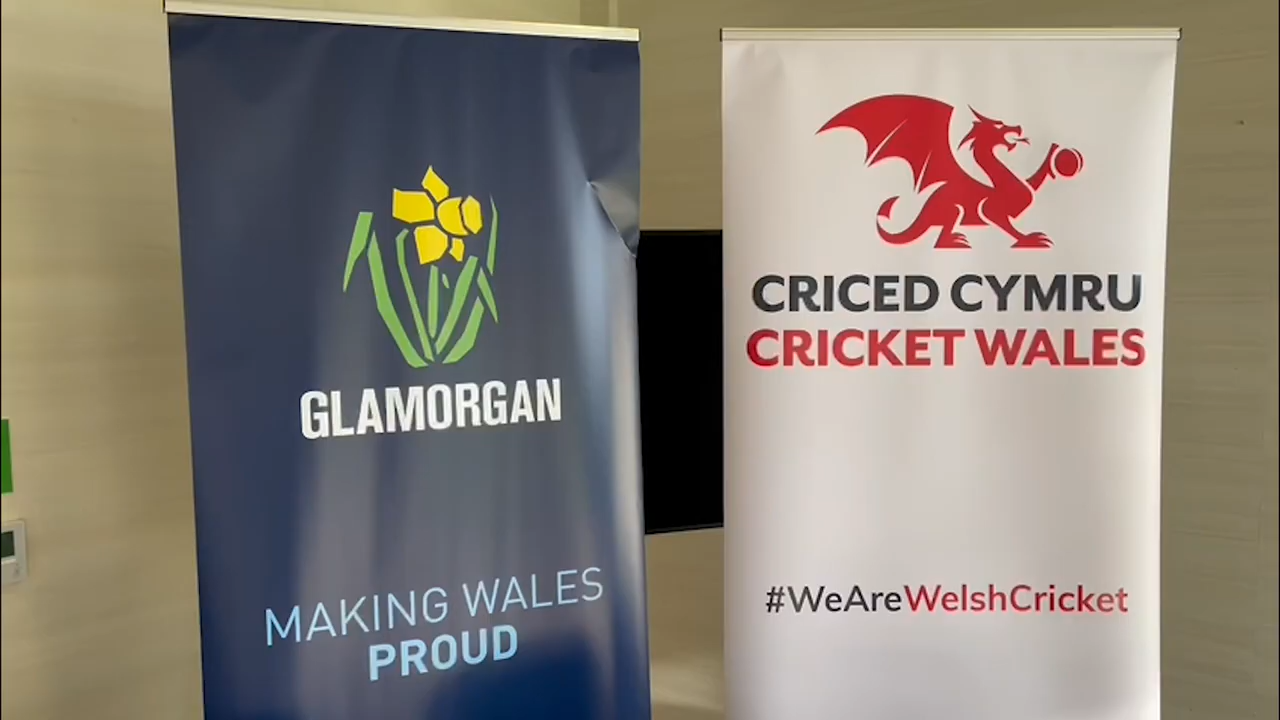 GLAMORGAN
MAKING WALES
PROUD
CRICED CYMRU
CRICKET WALES
#WeAreWelshCricket